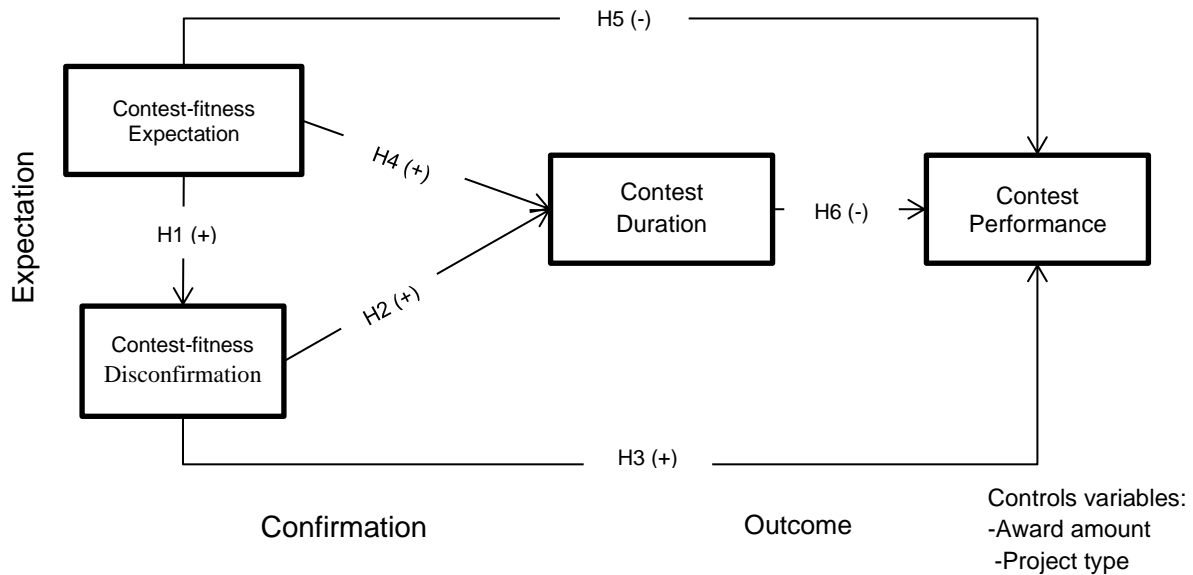 H5 (-)
Contest-fitness
Expectation
H4 (+)
Contest
Duration
H6 (-)
Contest
Performance
Expectation
H1 (+)
H2 (+)
Contest-fitness
Disconfirmation
H3 (+)
Confirmation
Outcome
Controls variables:
-Award amount
-Project type